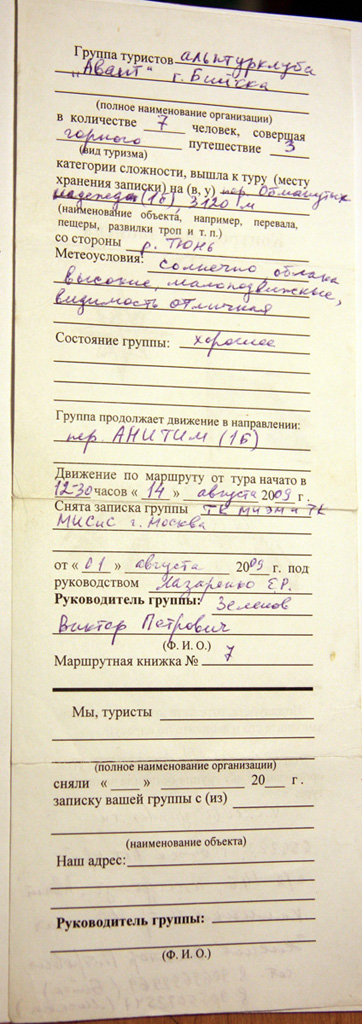 Группа туристов альптурклуба
„Авант“ г. Бийска
(полное наименование организации)
в количестве 7 человек, совершая
горного путешествие 3
(вид туризма)
категории сложности, вышла к туру (месту
хранения записки) на (в, у) пер. Обманутых
надежд (1б), 3120 м
(наименование объекта, например, перевала,
пещеры, развилки троп и т. п.)
со стороны р. Тюнь
Метеоусловия: солнечно облака
высокие, малоподвижные,
видимость отличная
Состояние группы: хорошее
Группа продолжает движение в направлении:
пер. АНИТИМ (1б)
Движение по маршруту от тура начато в
12-30 часов « 14 » августа 2009 г.
Снята записка группы ТК МИЭМ и ТК
МИСиС г. Москва
от « 01 » августа 2009 г. под
руководством Назаренко Е.Р.
Руководитель группы: Зеленов
Виктор Петрович
(Ф. И. О.)
Маршрутная книжка № 7
Мы, туристы
(полное наименование организации)
сняли « » 20 г.
записку вашей группы с (из)
(наименование объекта)
Наш адрес:
Руководитель группы:
(Ф. И. О.)